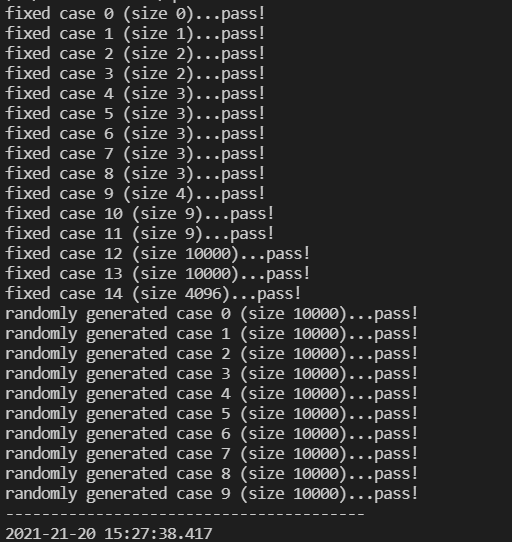 fixed case 0 (size 0)...pass!
fixed case 1 (size 1)...pass!
fixed case 2 (size 2)...pass!
fixed case 3 (size 2)...pass!
fixed case 4 (size 3)...pass!
fixed case 5 (size 3)...pass!
fixed case 6 (size 3)...pass!
fixed case 7 (size 3)...pass!
fixed case 8 (size 3)...pass!
fixed case 9 (size 4)...pass!
fixed case 10 (size 9)...pass!
fixed case 11 (size 9)...pass!
fixed case 12 (size 10000)...pass!
fixed case 13 (size 10000)...pass!
fixed case 14 (size 4096)...pass!
randomly generated case 0 (size 10000)...pass!
randomly generated case 1 (size 10000)...pass!
randomly generated case 2 (size 10000)...pass!
randomly generated case 3 (size 10000)...pass!
randomly generated case 4 (size 10000)...pass!
randomly generated case 5 (size 10000)...pass!
randomly generated case 6 (size 10000)...pass!
randomly generated case 7 (size 10000)...pass!
randomly generated case 8 (size 10000)...pass!
randomly generated case 9 (size 10000)...pass!
----------------------------------------
2021-21-20 15:27:38.417